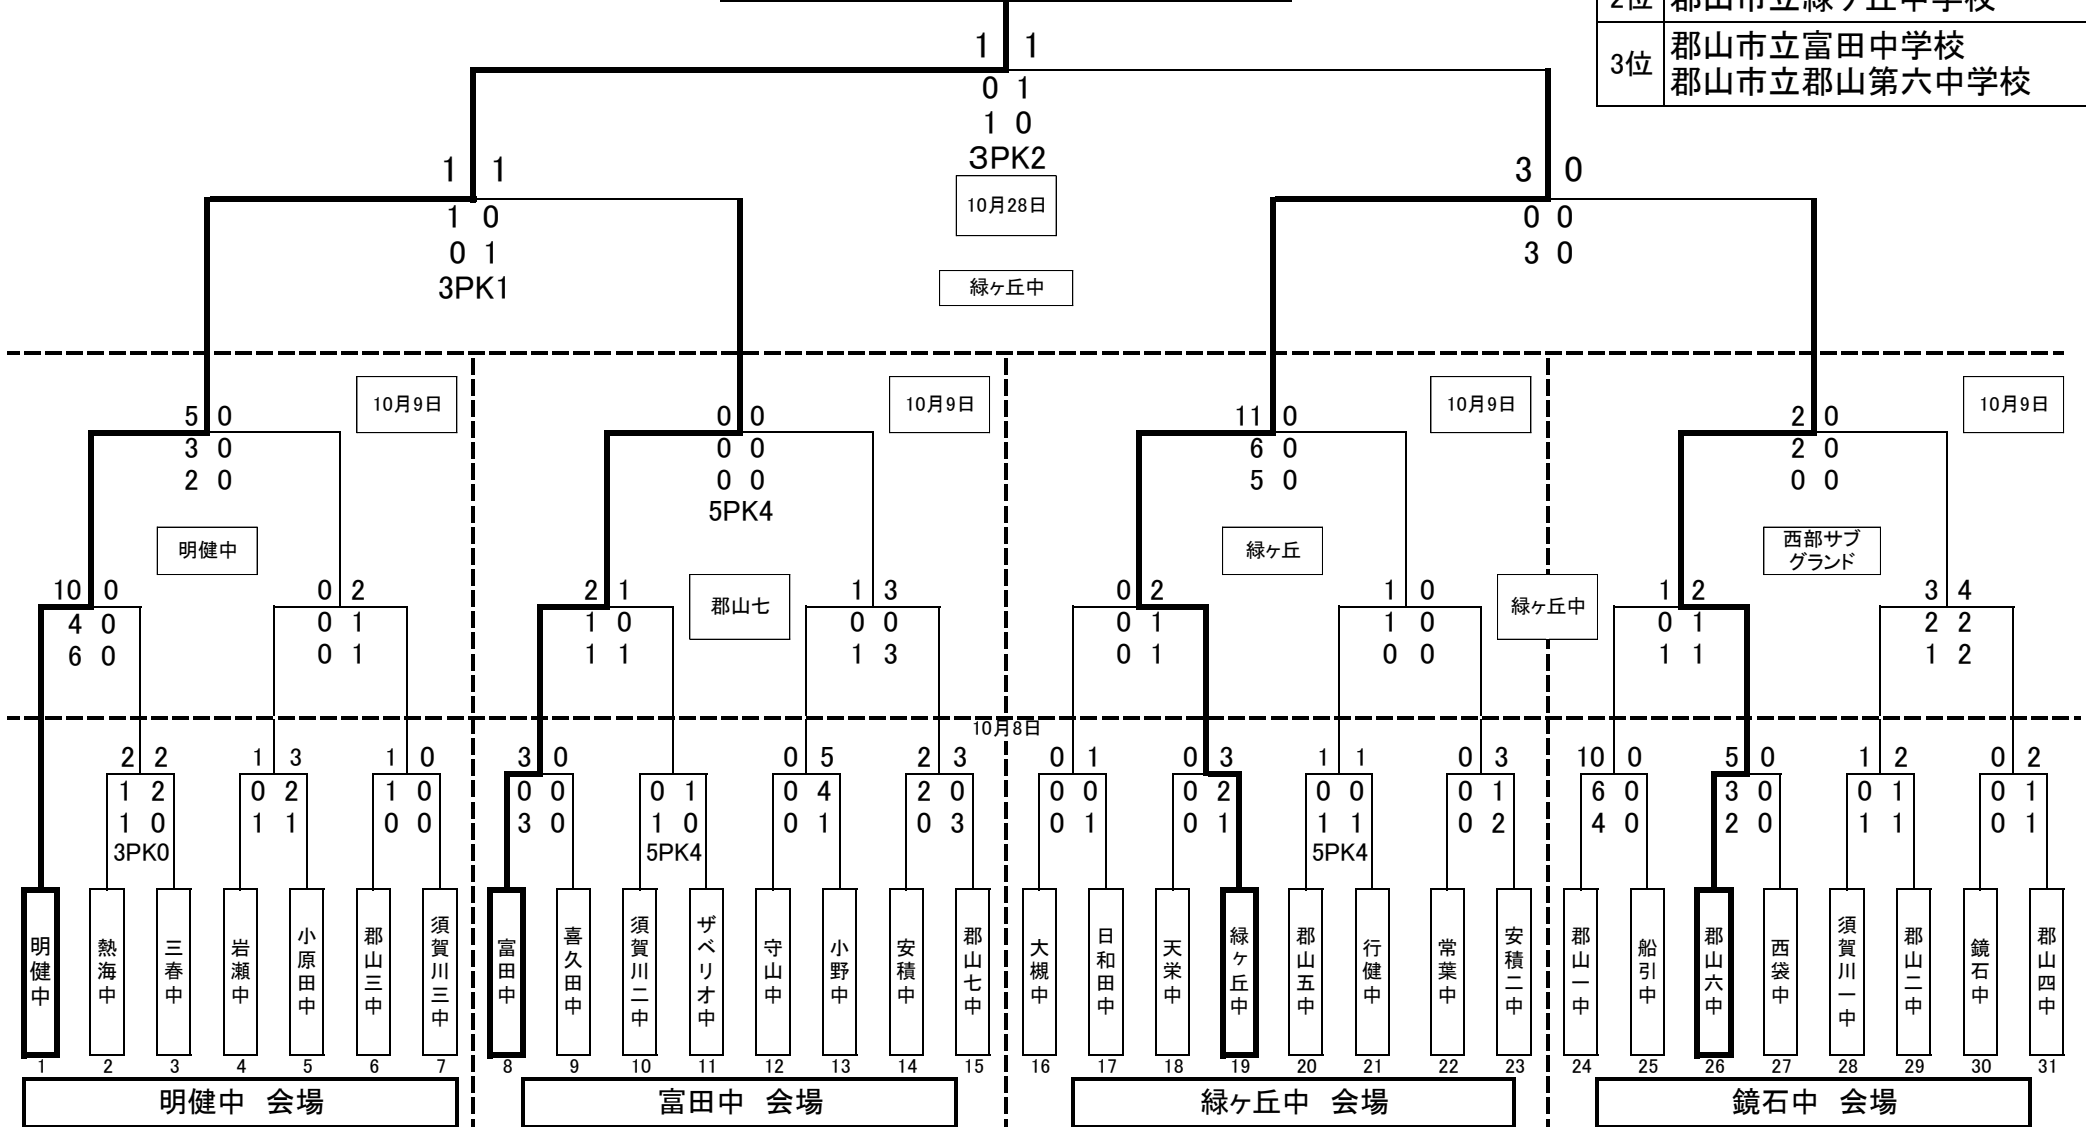 2位 郡山市立緑ヶ丘中学校
3位 郡山市立富田中学校
郡山市立郡山第六中学校
1 1
0 1
1 0
3PK2
10月28日
緑ヶ丘中
1 1
1 0
0 1
3PK1
3 0
0 0
3 0
10月9日 10月9日 10月9日 10月9日
5 0 0 0 11 0 2 0
3 0 0 0 6 0 2 0
2 0 0 0 5 0 0 0
5PK4
明健中 緑ヶ丘 西部サブ
グランド
郡山七 緑ヶ丘中
10 0 0 2 2 1 1 3 0 2 1 0 1 2 3 4
4 0 0 1 1 0 0 0 0 1 1 0 0 1 2 2
6 0 0 1 1 1 1 3 0 1 0 0 1 1 1 2
10月8日
2 2 1 3 1 0 3 0 0 5 2 3 0 1 0 3 1 1 0 3 10 0 5 0 1 2 0 2
1 2 0 2 1 0 0 0 0 1 0 4 2 0 0 0 0 2 0 0 0 1 6 0 3 0 0 1 0 1
1 0 1 1 0 0 3 0 1 0 0 1 0 3 0 1 0 1 1 1 0 2 4 0 2 0 1 1 0 1
3PK0 5PK4 5PK4
明健中
熱海中
三春中
岩瀬中
小原田中
郡山三中
須賀川三中
富田中
喜久田中
須賀川二中
ザベリオ中
守山中
小野中
安積中
郡山七中
大槻中
日和田中
天栄中
緑ヶ丘中
郡山五中
行健中
常葉中
安積二中
郡山一中
船引中
郡山六中
西袋中
須賀川一中
郡山二中
鏡石中
郡山四中
1 2 3 4 5 6 7 8 9 10 11 12 13 14 15 16 17 18 19 20 21 22 23 24 25 26 27 28 29 30 31
明健中 会場 富田中 会場 緑ヶ丘中 会場 鏡石中 会場